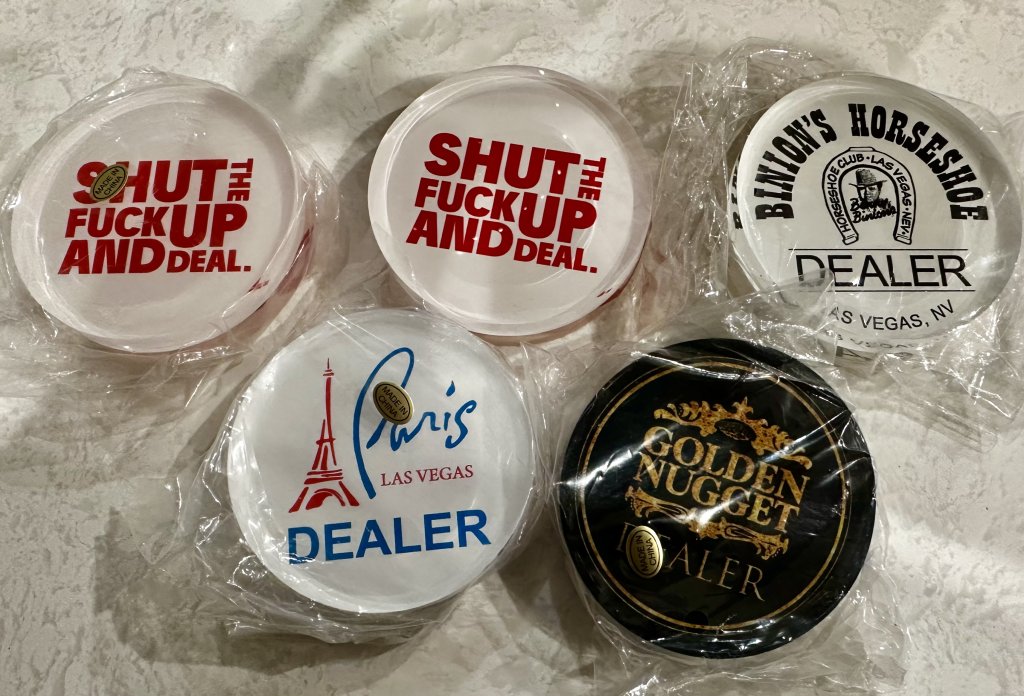 SHUT THE
FUCK UP
AND DEAL.
MADE IN
CHINA
SHUT THE
FUCK UP
AND DEAL.
BINION'S HORSESHOE
HORSESHOE CLUB · LAS VEGAS · NEV.
DEALER
LAS VEGAS, NV
Paris
MADE IN
CHINA
LAS VEGAS
DEALER
GOLDEN
NUGGET
DEALER
MADE IN
CHINA